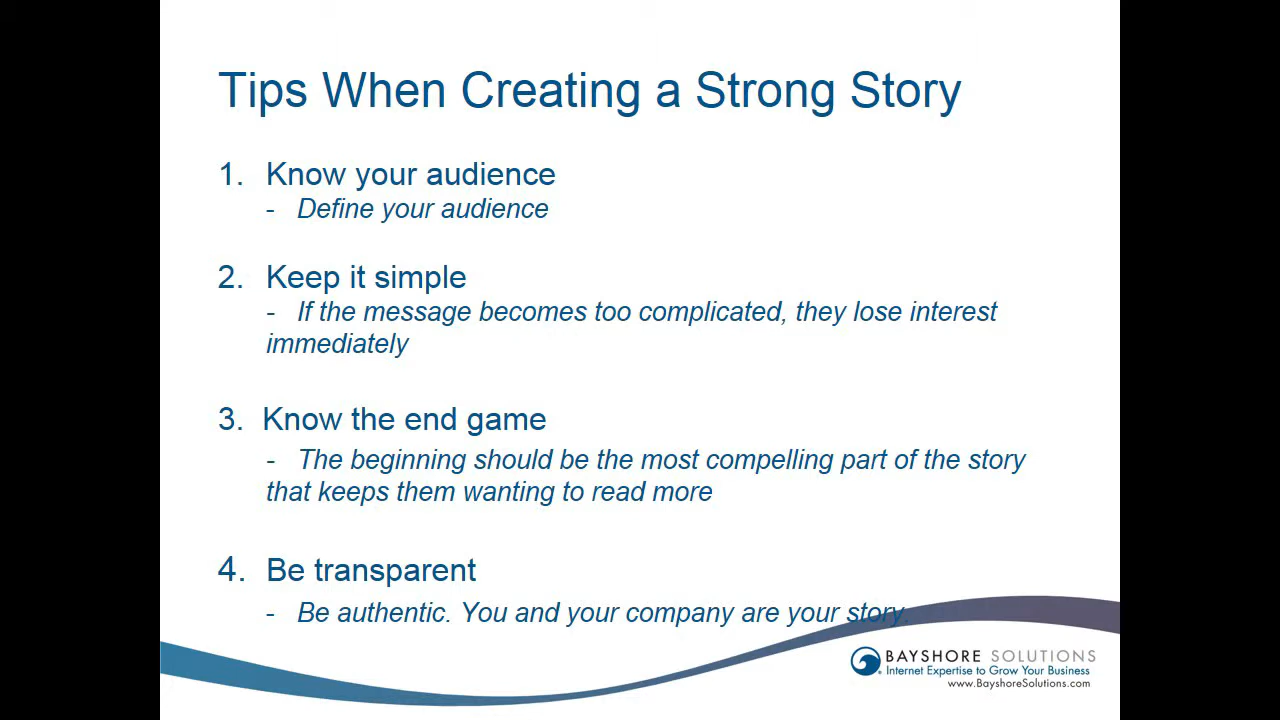 Tips When Creating a Strong Story
1. Know your audience
- Define your audience
2. Keep it simple
- If the message becomes too complicated, they lose interest
immediately
3. Know the end game
- The beginning should be the most compelling part of the story
that keeps them wanting to read more
4. Be transparent
- Be authentic. You and your company are your story.
BAYSHORE SOLUTIONS
Internet Expertise to Grow Your Business
www.BayshoreSolutions.com